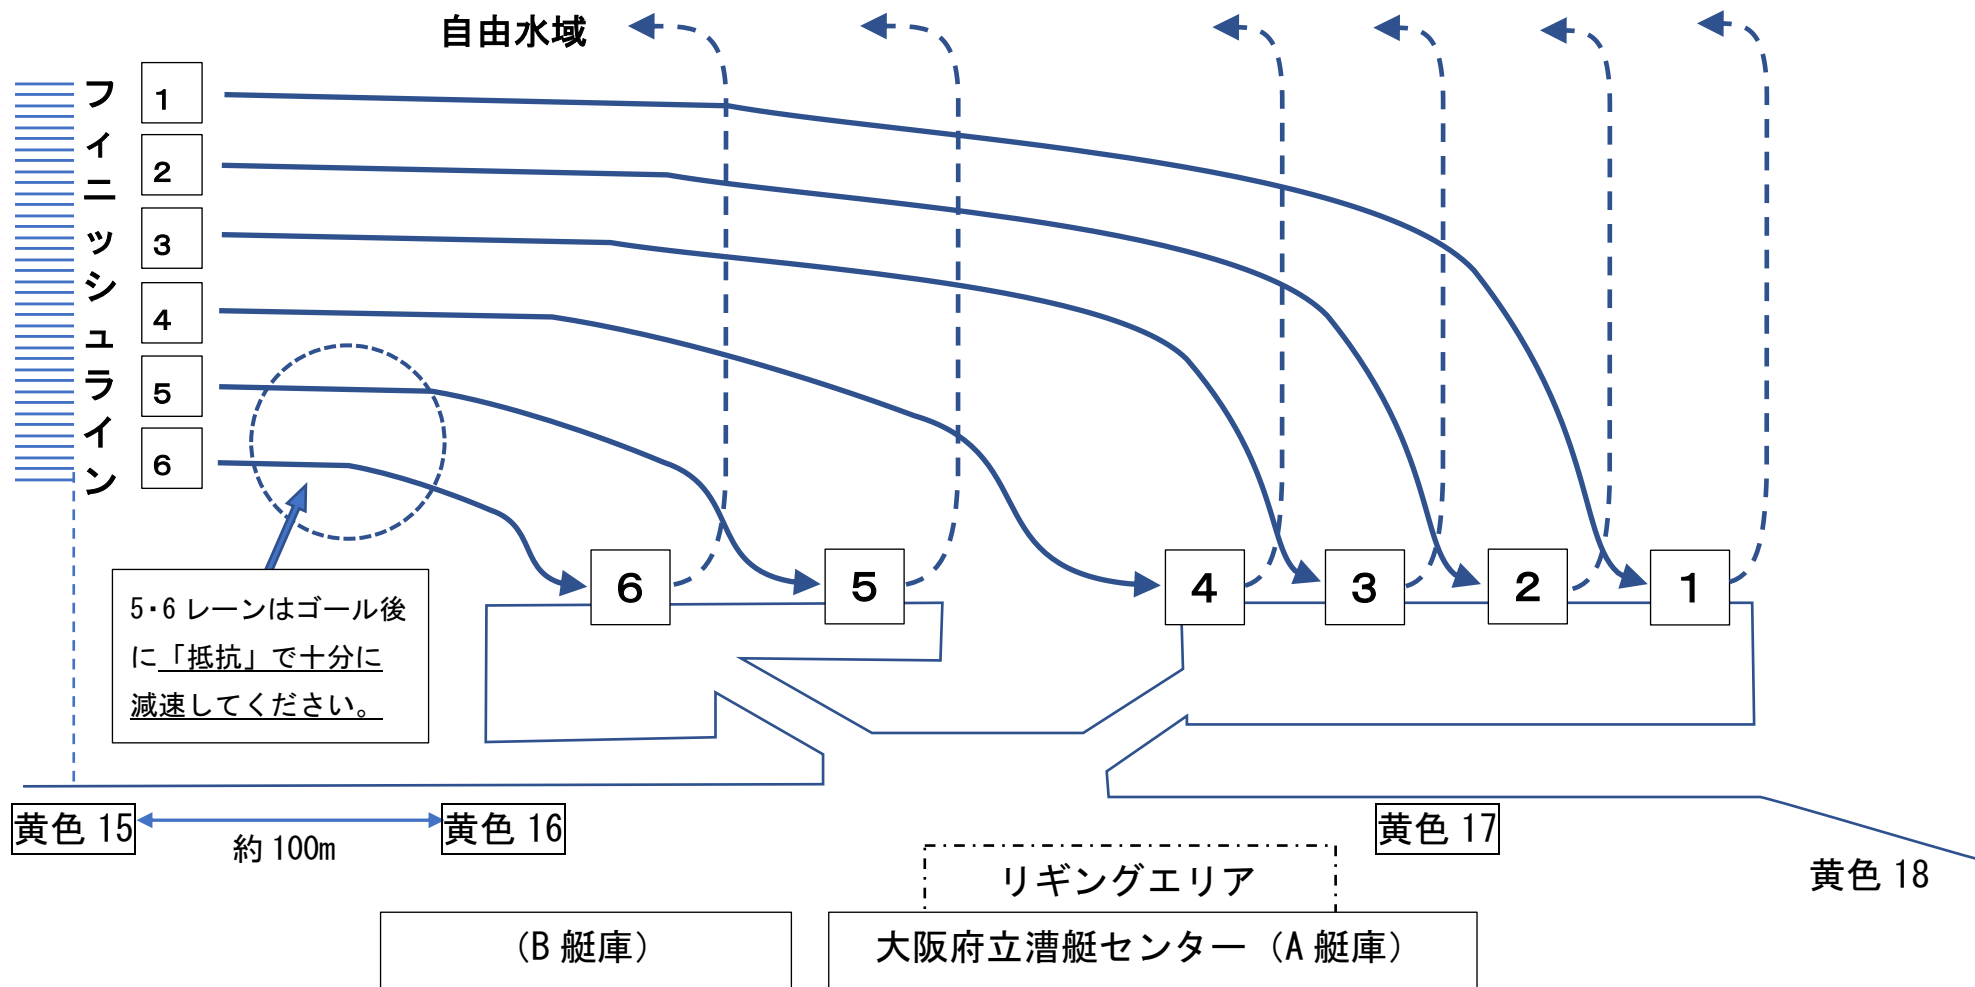 自由水域
フィニッシュライン
1
2
3
4
5
6
6
5
4
3
2
1
5・6 レーンはゴール後
に「抵抗」で十分に
減速してください。
黄色 15
約 100m
黄色 16
黄色 17
黄色 18
リギングエリア
（B 艇庫）
大阪府立漕艇センター（A 艇庫）